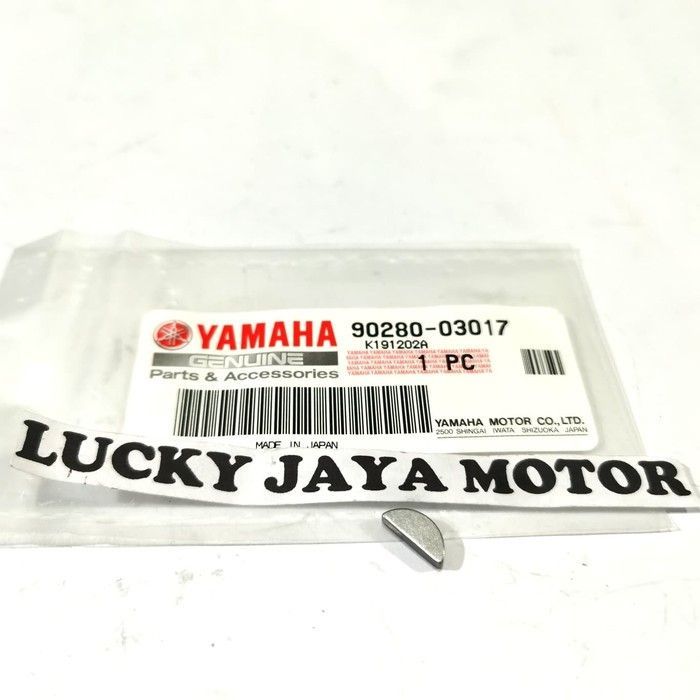 YAMAHA 90280-03017
GENUINE K191202A
Parts & Accessories 1 PC
YAMAHA MOTOR CO., LTD.
2500 SHINGAI IWATA SHIZUOKA JAPAN
MADE IN JAPAN
LUCKY JAYA MOTOR